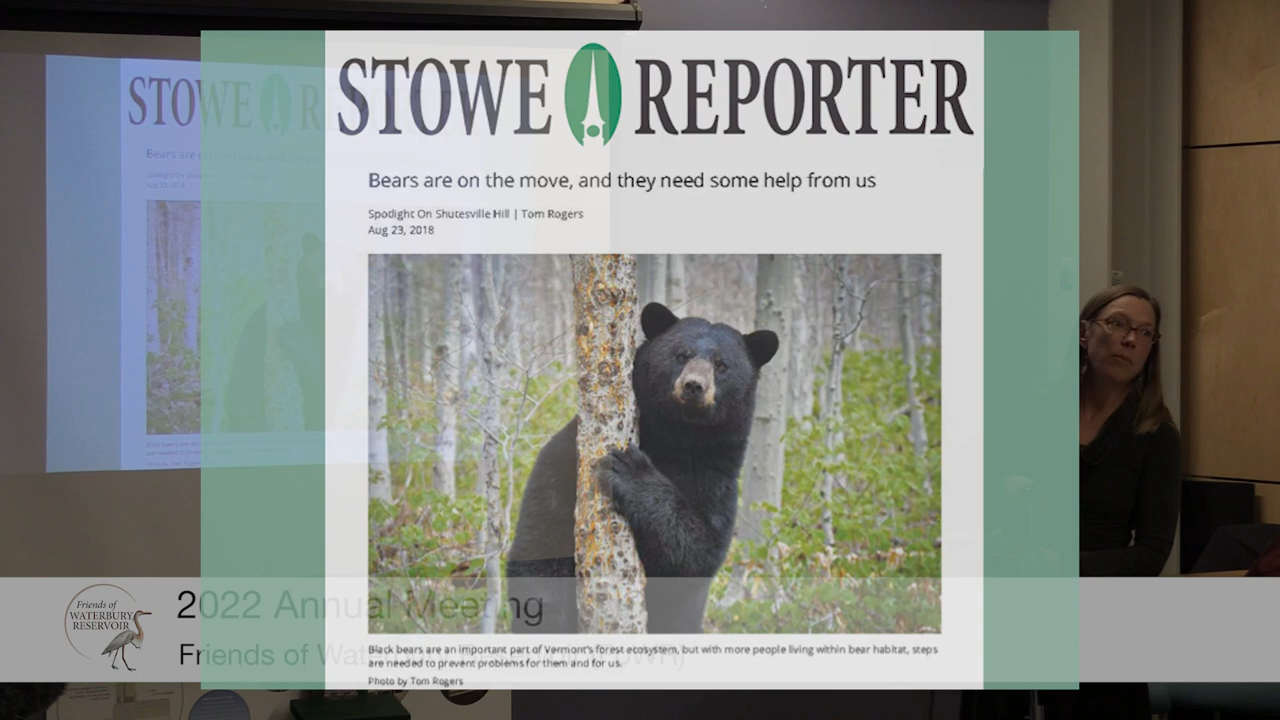 STOWE REPORTER
Bears are on the move, and they need some help from us
Spotlight On Shutesville Hill | Tom Rogers
Aug 23, 2018
Friends of
WATERBURY
RESERVOIR
2022 Annual Meeting
Friends of
Black bears are an important part of Vermont's forest ecosystem, but with more people living within bear habitat, steps
are needed to prevent problems for them and for us.
Photo by Tom Rogers